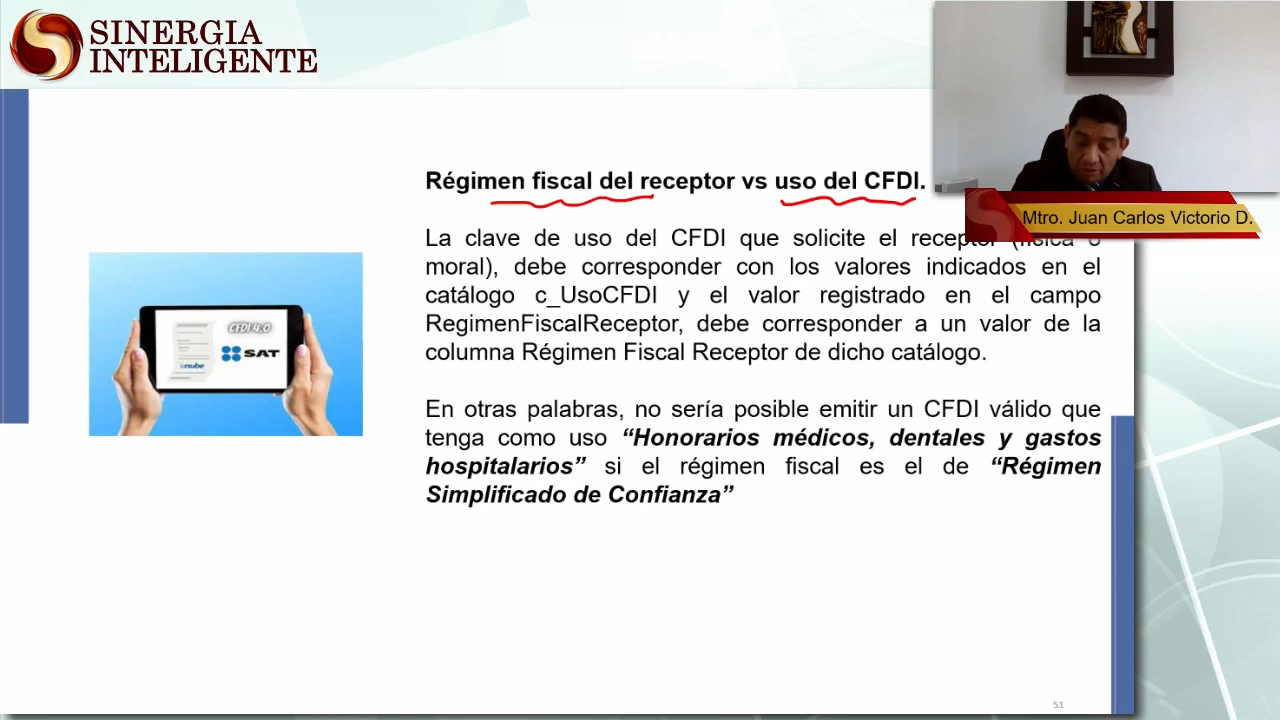 SINERGIA
INTELIGENTE
Mtro. Juan Carlos Victorio D.
Régimen fiscal del receptor vs uso del CFDI.
La clave de uso del CFDI que solicite el receptor (física o
moral), debe corresponder con los valores indicados en el
catálogo c_UsoCFDI y el valor registrado en el campo
RegimenFiscalReceptor, debe corresponder a un valor de la
columna Régimen Fiscal Receptor de dicho catálogo.
En otras palabras, no sería posible emitir un CFDI válido que
tenga como uso “Honorarios médicos, dentales y gastos
hospitalarios” si el régimen fiscal es el de “Régimen
Simplificado de Confianza”
CFDI 4.0
SAT
51